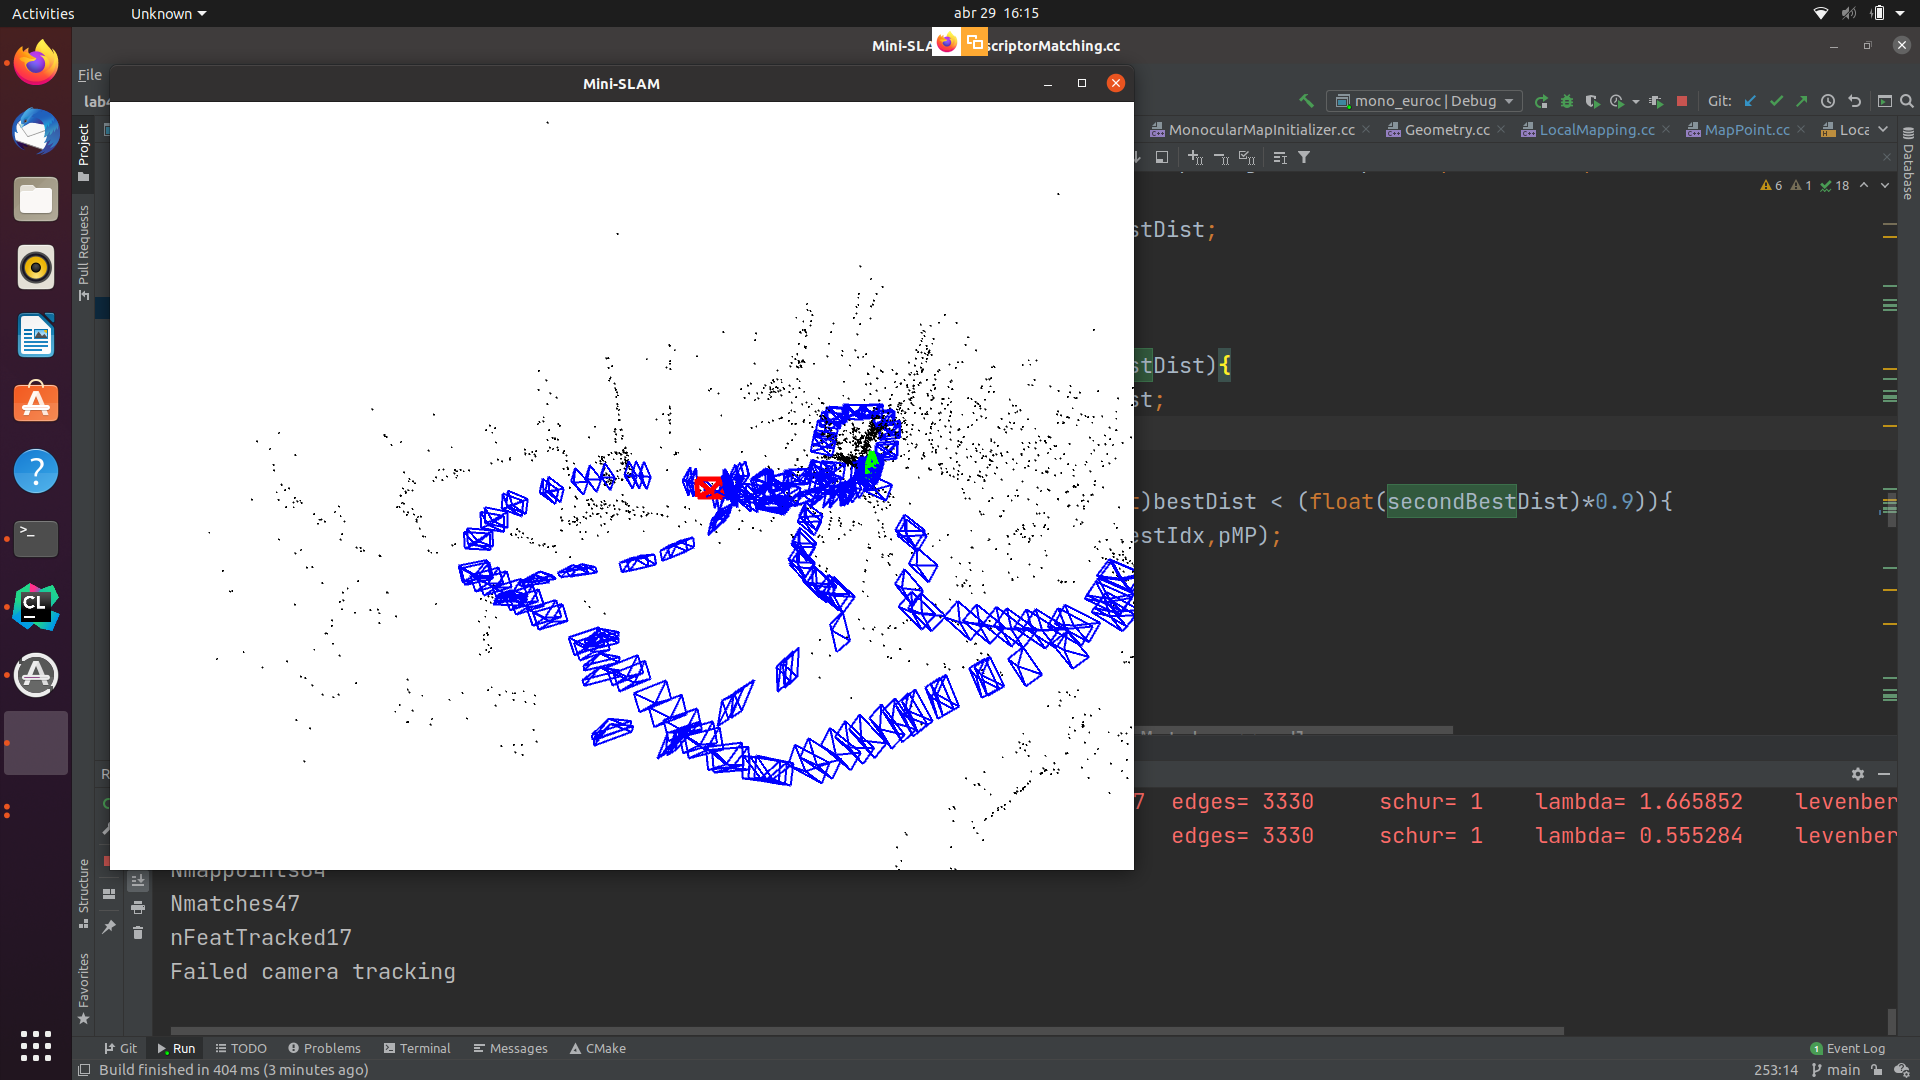 Activities
Unknown
abr 29 16:15
Mini-SLA
scriptorMatching.cc
File
Mini-SLAM
lab4
mono_euroc | Debug
Git:
MonocularMapInitializer.cc
Geometry.cc
LocalMapping.cc
MapPoint.cc
Loca
Project
Pull Requests
Structure
Favorites
Database
6
1
18
stDist;
stDist){
st;
t)bestDist < (float(secondBestDist)*0.9)){
estIdx,pMP);
R
7 edges= 3330 schur= 1 lambda= 1.665852 levenber
edges= 3330 schur= 1 lambda= 0.555284 levenber
Nmappoints84
Nmatches47
nFeatTracked17
Failed camera tracking
Git
Run
TODO
Problems
Terminal
Messages
CMake
1 Event Log
Build finished in 404 ms (3 minutes ago)
253:14
main
CL